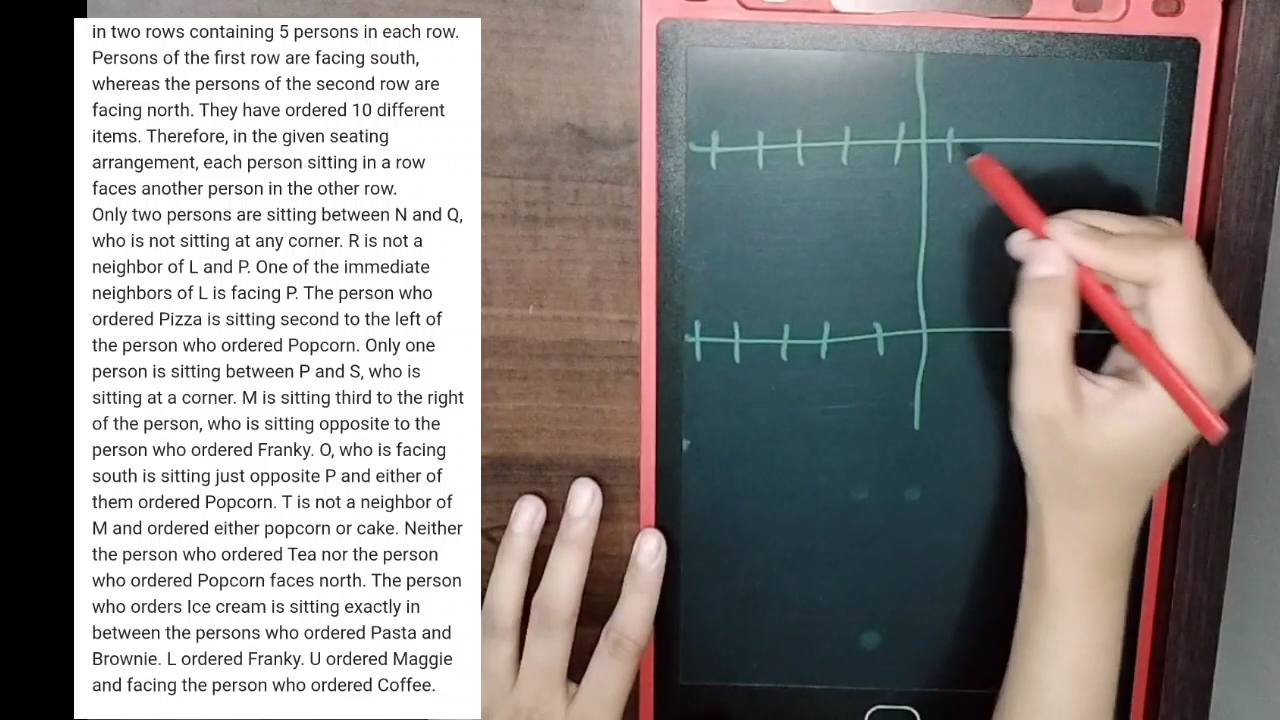 in two rows containing 5 persons in each row.
Persons of the first row are facing south,
whereas the persons of the second row are
facing north. They have ordered 10 different
items. Therefore, in the given seating
arrangement, each person sitting in a row
faces another person in the other row.
Only two persons are sitting between N and Q,
who is not sitting at any corner. R is not a
neighbor of L and P. One of the immediate
neighbors of L is facing P. The person who
ordered Pizza is sitting second to the left of
the person who ordered Popcorn. Only one
person is sitting between P and S, who is
sitting at a corner. M is sitting third to the right
of the person, who is sitting opposite to the
person who ordered Franky. O, who is facing
south is sitting just opposite P and either of
them ordered Popcorn. T is not a neighbor of
M and ordered either popcorn or cake. Neither
the person who ordered Tea nor the person
who ordered Popcorn faces north. The person
who orders Ice cream is sitting exactly in
between the persons who ordered Pasta and
Brownie. L ordered Franky. U ordered Maggie
and facing the person who ordered Coffee.